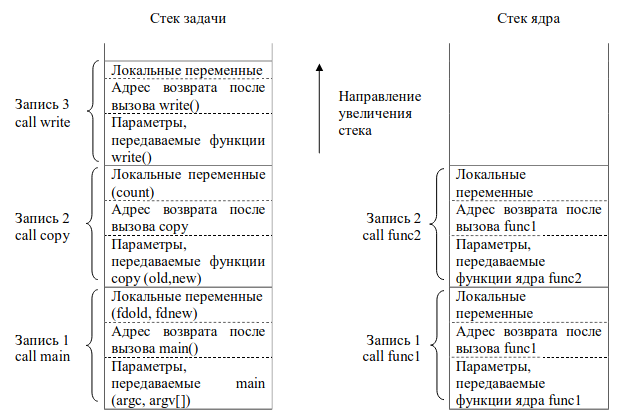 Стек задачи
Стек ядра
Запись 3
call write
Локальные переменные
Адрес возврата после
вызова write()
Параметры,
передаваемые функции
write()
Направление
увеличения
стека
Запись 2
call copy
Локальные переменные
(count)
Адрес возврата после
вызова copy
Параметры,
передаваемые функции
copy (old,new)
Запись 2
call func2
Локальные
переменные
Адрес возврата после
вызова func1
Параметры,
передаваемые
функции ядра func2
Запись 1
call main
Локальные переменные
(fdold, fdnew)
Адрес возврата после
вызова main()
Параметры,
передаваемые main
(argc, argv[])
Запись 1
call func1
Локальные
переменные
Адрес возврата после
вызова func1
Параметры,
передаваемые
функции ядра func1